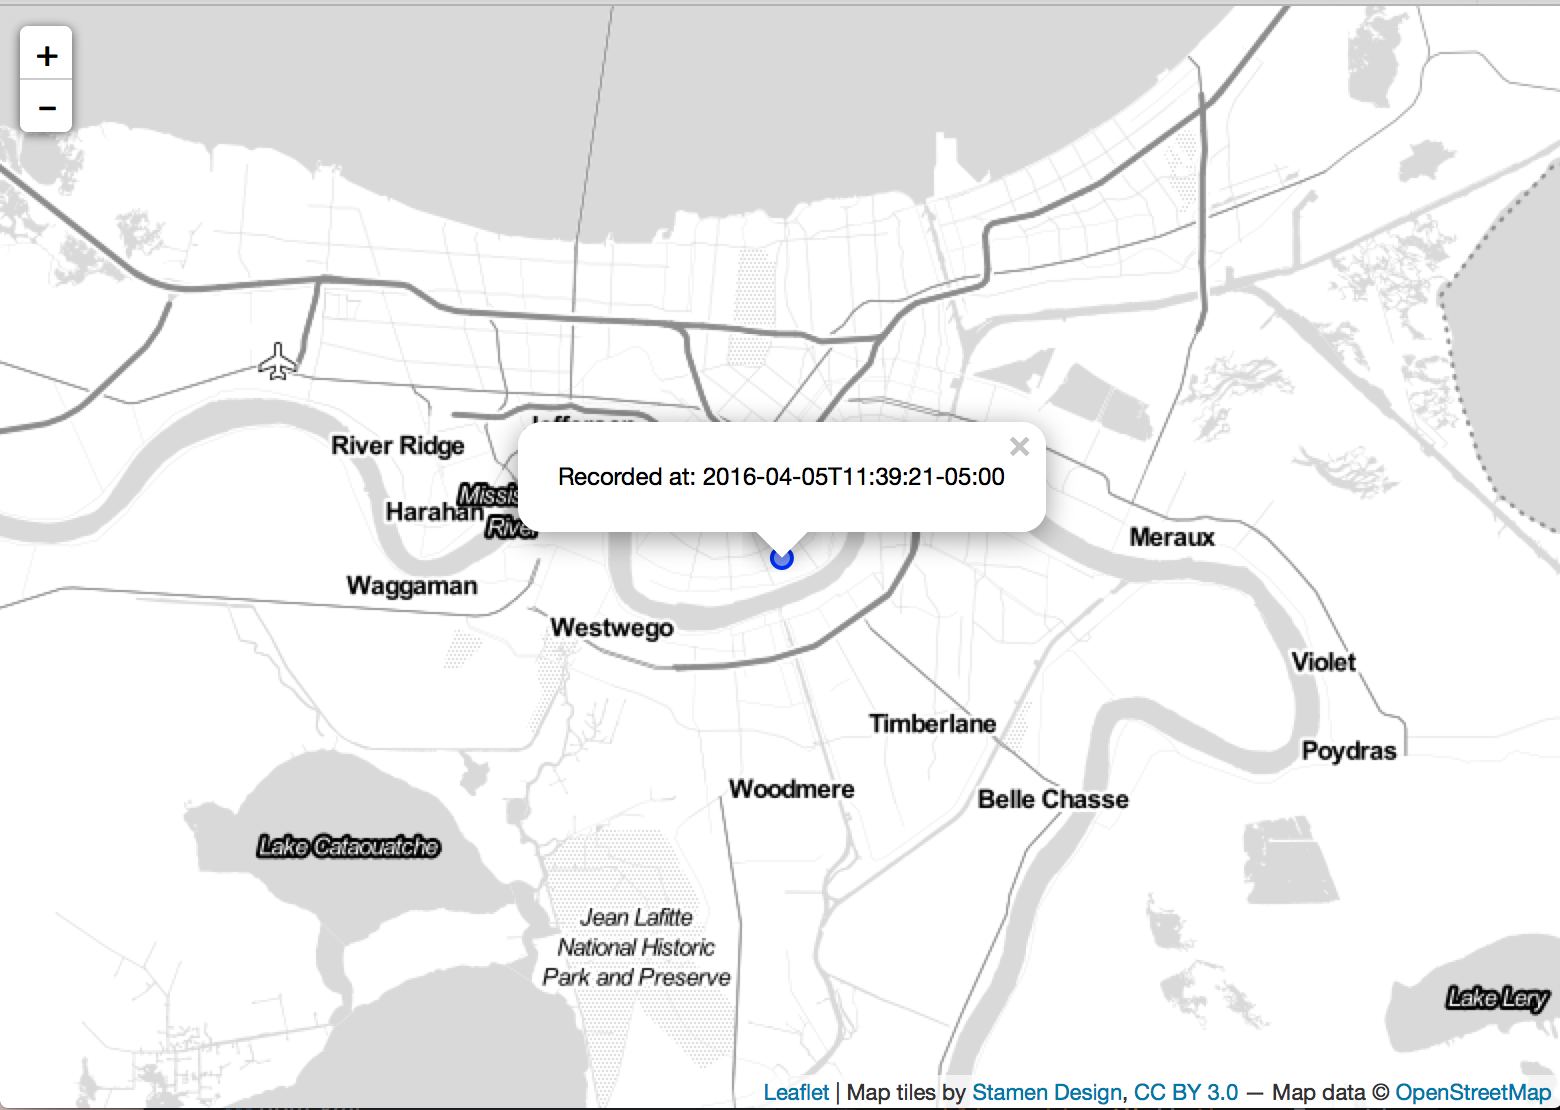 +
−
Jefferson
River Ridge
Recorded at: 2016-04-05T11:39:21-05:00
×
Harahan
River
Meraux
Waggaman
Westwego
Violet
Timberlane
Poydras
Woodmere
Belle Chasse
Lake Cataouatche
Jean Lafitte
National Historic
Park and Preserve
Lake Lery
Leaflet | Map tiles by Stamen Design, CC BY 3.0 — Map data © OpenStreetMap